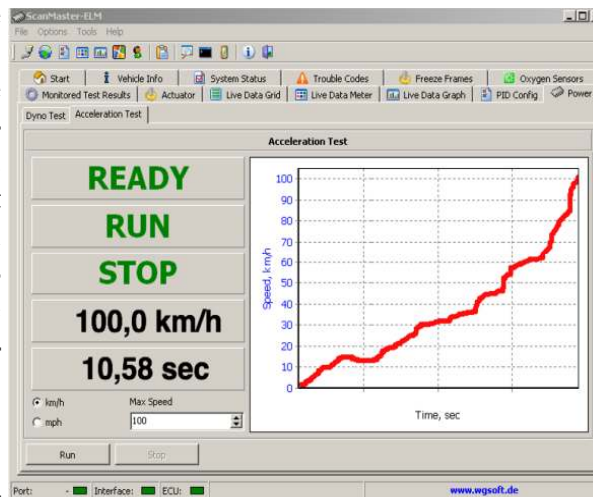 ScanMaster-ELM
File Options Tools Help
Start Vehicle Info System Status Trouble Codes Freeze Frames Oxygen Sensors
Monitored Test Results Actuator Live Data Grid Live Data Meter Live Data Graph PID Config Power
Dyno Test Acceleration Test
Acceleration Test
READY
RUN
STOP
100,0 km/h
10,58 sec
km/h Max Speed
mph 100
Run Stop
Speed, km/h
100
90
80
70
60
50
40
30
20
10
0
Time, sec
Port: - Interface: ECU: www.wgsoft.de